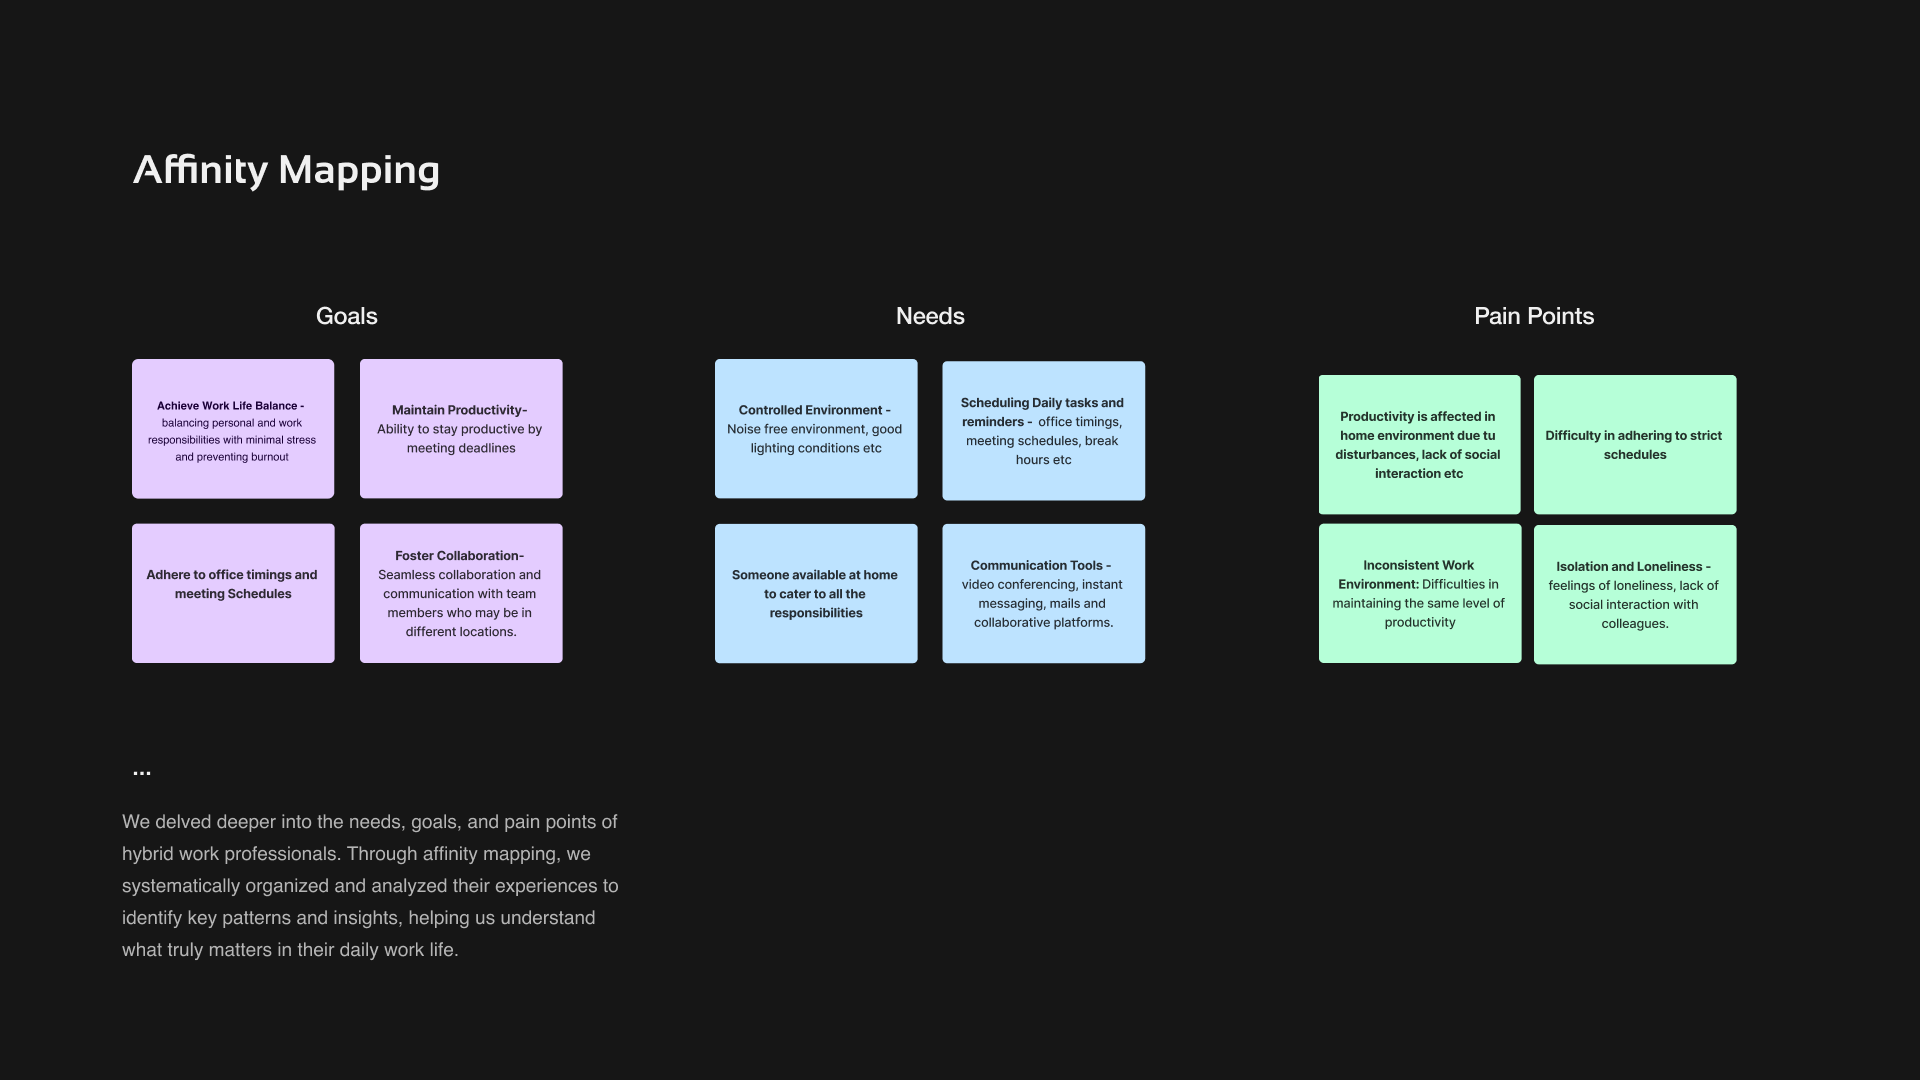 Affinity Mapping
Goals
Achieve Work Life Balance -
balancing personal and work
responsibilities with minimal stress
and preventing burnout
Maintain Productivity-
Ability to stay productive by
meeting deadlines
Adhere to office timings and
meeting Schedules
Foster Collaboration-
Seamless collaboration and
communication with team
members who may be in
different locations.
Needs
Controlled Environment -
Noise free environment, good
lighting conditions etc
Scheduling Daily tasks and
reminders - office timings,
meeting schedules, break
hours etc
Someone available at home
to cater to all the
responsibilities
Communication Tools -
video conferencing, instant
messaging, mails and
collaborative platforms.
Pain Points
Productivity is affected in
home environment due tu
disturbances, lack of social
interaction etc
Difficulty in adhering to strict
schedules
Inconsistent Work
Environment: Difficulties in
maintaining the same level of
productivity
Isolation and Loneliness -
feelings of loneliness, lack of
social interaction with
colleagues.
...
We delved deeper into the needs, goals, and pain points of
hybrid work professionals. Through affinity mapping, we
systematically organized and analyzed their experiences to
identify key patterns and insights, helping us understand
what truly matters in their daily work life.